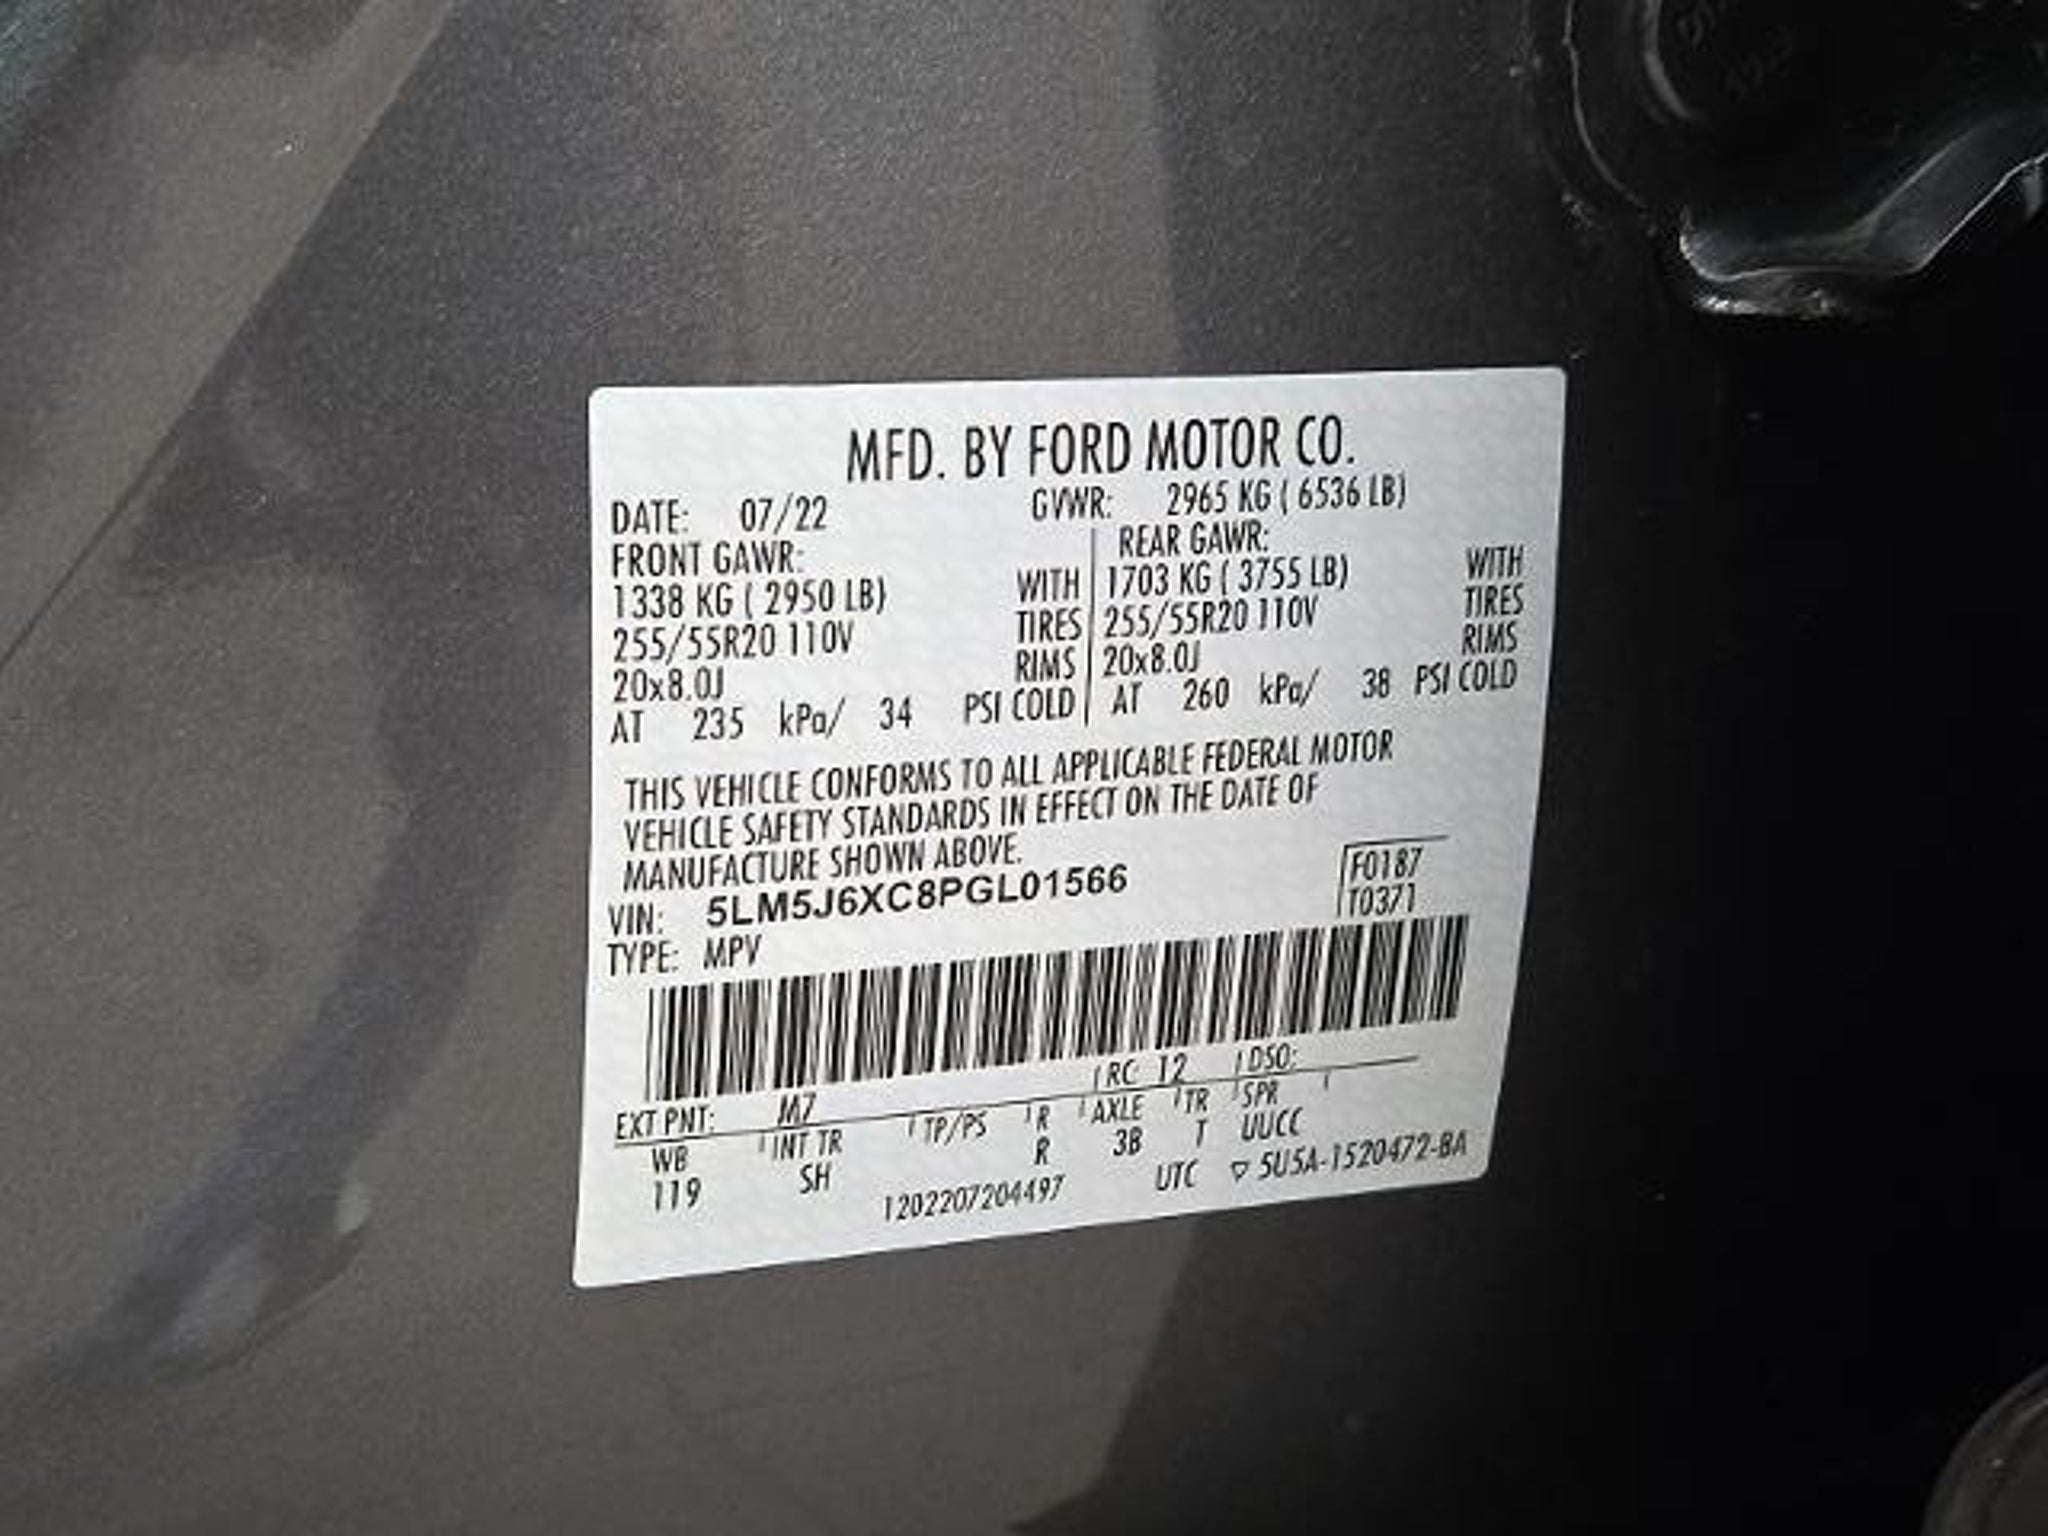 MFD. BY FORD MOTOR CO.
DATE: 07/22 GVWR: 2965 KG ( 6536 LB)
FRONT GAWR: REAR GAWR:
1338 KG ( 2950 LB) WITH 1703 KG ( 3755 LB) WITH
255/55R20 110V TIRES 255/55R20 110V TIRES
20x8.0J RIMS 20x8.0J RIMS
AT 235 kPa/ 34 PSI COLD AT 260 kPa/ 38 PSI COLD
THIS VEHICLE CONFORMS TO ALL APPLICABLE FEDERAL MOTOR
VEHICLE SAFETY STANDARDS IN EFFECT ON THE DATE OF
MANUFACTURE SHOWN ABOVE.
VIN: 5LM5J6XC8PGL01566 F0187
TYPE: MPV T0371
EXT PNT: M7 RC 12 DSO:
WB INT TR TP/PS R AXLE TR SPR
119 SH R 3B T UUCC
1202207204497 UTC ▽ 5U5A-1520472-BA